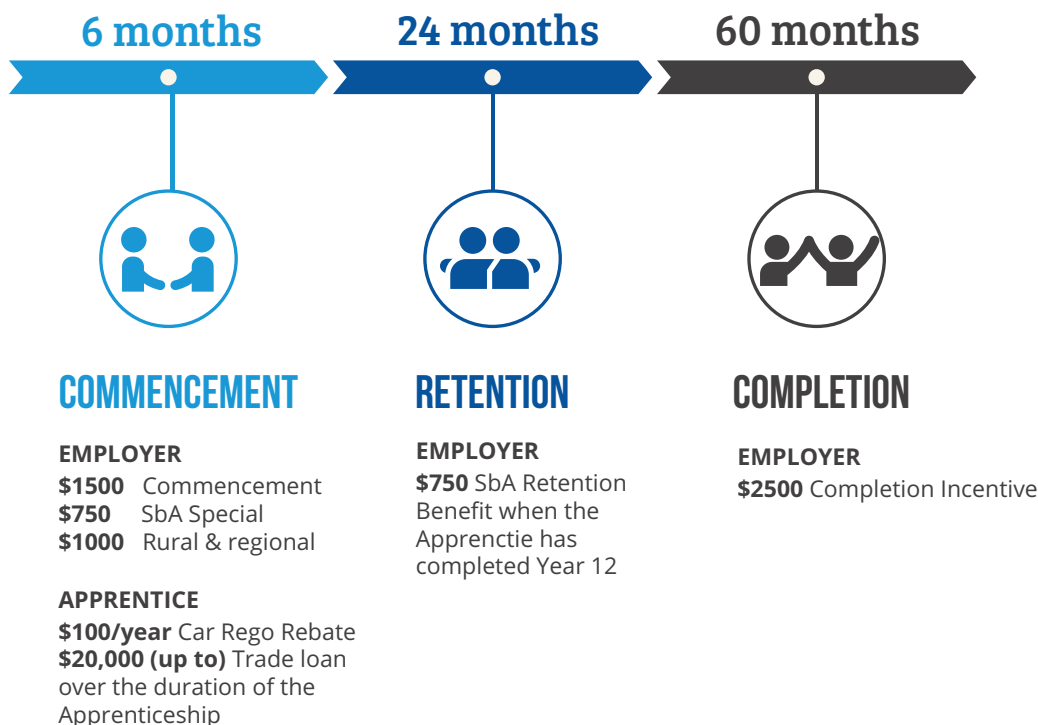 6 months
24 months
60 months
COMMENCEMENT
EMPLOYER
$1500 Commencement
$750 SbA Special
$1000 Rural & regional
APPRENTICE
$100/year Car Rego Rebate
$20,000 (up to) Trade loan
over the duration of the
Apprenticeship
RETENTION
EMPLOYER
$750 SbA Retention
Benefit when the
Apprenctie has
completed Year 12
COMPLETION
EMPLOYER
$2500 Completion Incentive